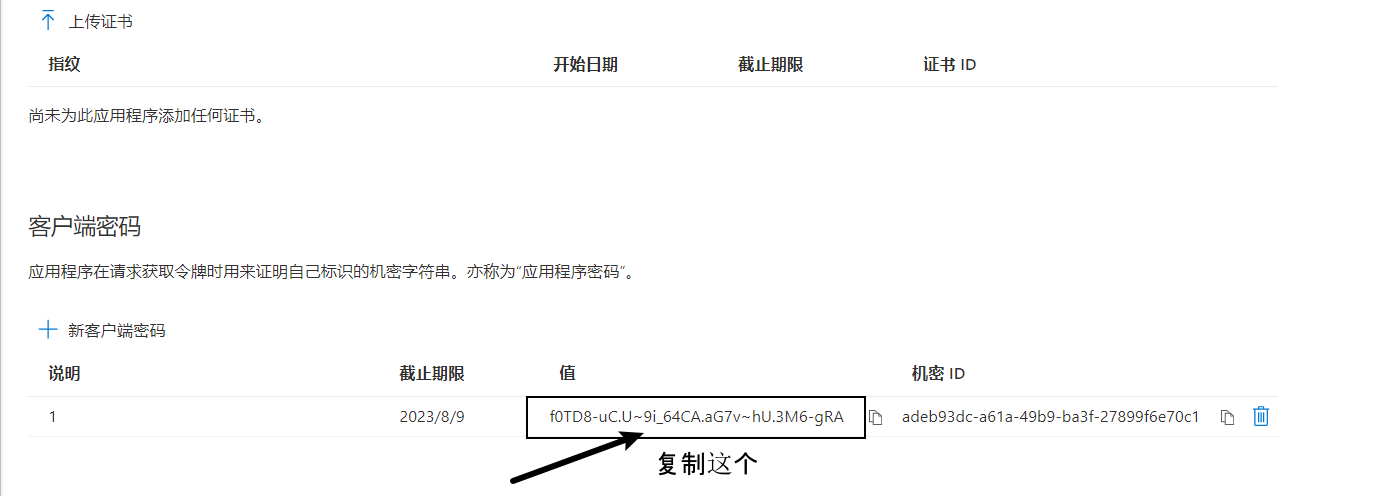 上传证书
指纹 开始日期 截止期限 证书 ID
尚未为此应用程序添加任何证书。
客户端密码
应用程序在请求获取令牌时用来证明自己标识的机密字符串。亦称为“应用程序密码”。
新客户端密码
说明 截止期限 值 机密 ID
1 2023/8/9 f0TD8-uC.U~9i_64CA.aG7v~hU.3M6-gRA adeb93dc-a61a-49b9-ba3f-27899f6e70c1
复制这个